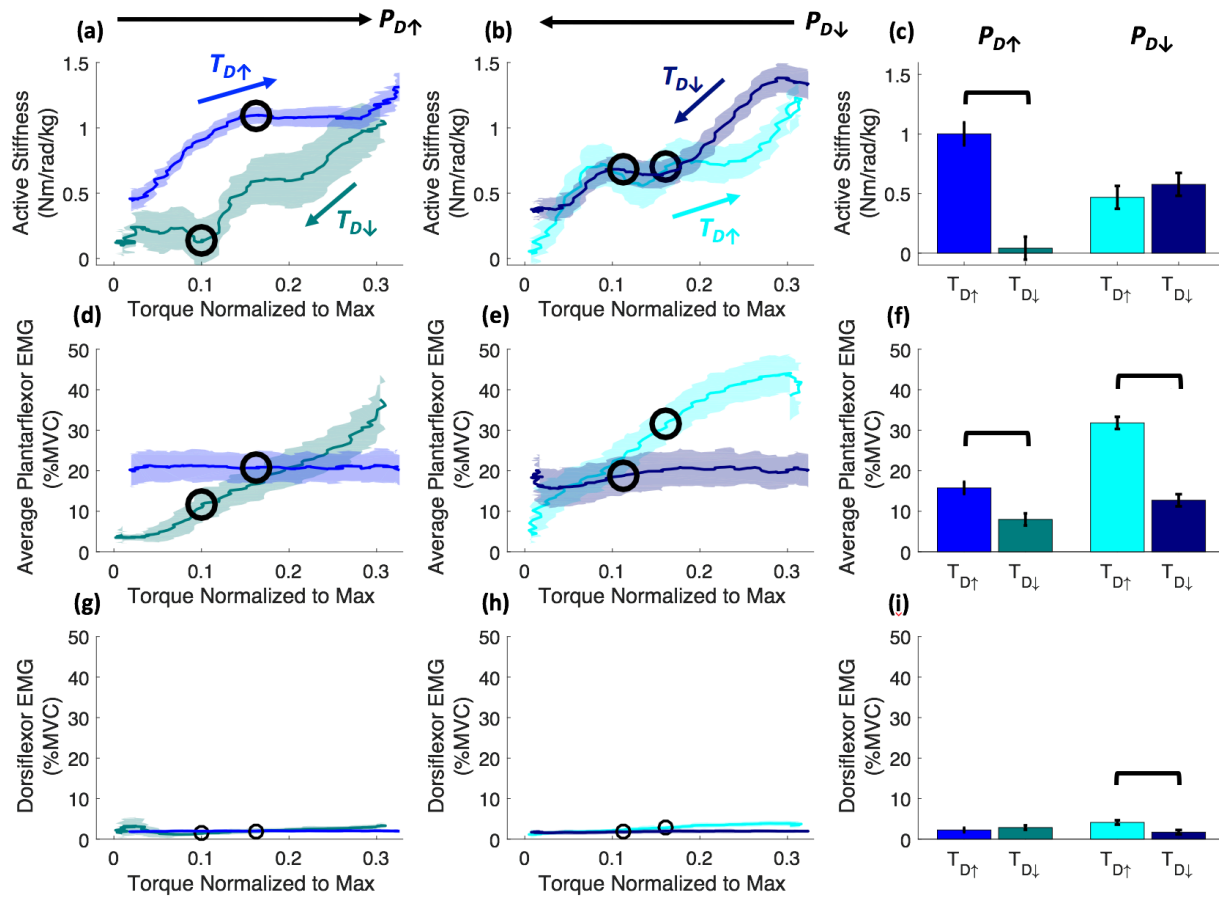 P_D↑
P_D↓
(a)
T_D↑
T_D↓
Active Stiffness
(Nm/rad/kg)
1.5
1
0.5
0
0 0.1 0.2 0.3
Torque Normalized to Max
(b)
T_D↓
T_D↑
Active Stiffness
(Nm/rad/kg)
1.5
1
0.5
0
0 0.1 0.2 0.3
Torque Normalized to Max
(c)
P_D↑ P_D↓
Active Stiffness
(Nm/rad/kg)
1.5
1
0.5
0
T_D↑ T_D↓ T_D↑ T_D↓
(d)
Average Plantarflexor EMG
(%MVC)
50
40
30
20
10
0
0 0.1 0.2 0.3
Torque Normalized to Max
(e)
Average Plantarflexor EMG
(%MVC)
50
40
30
20
10
0
0 0.1 0.2 0.3
Torque Normalized to Max
(f)
Average Plantarflexor EMG
(%MVC)
50
40
30
20
10
0
T_D↑ T_D↓ T_D↑ T_D↓
(g)
Dorsiflexor EMG
(%MVC)
50
40
30
20
10
0
0 0.1 0.2 0.3
Torque Normalized to Max
(h)
Dorsiflexor EMG
(%MVC)
50
40
30
20
10
0
0 0.1 0.2 0.3
Torque Normalized to Max
(i)
Dorsiflexor EMG
(%MVC)
50
40
30
20
10
0
T_D↑ T_D↓ T_D↑ T_D↓